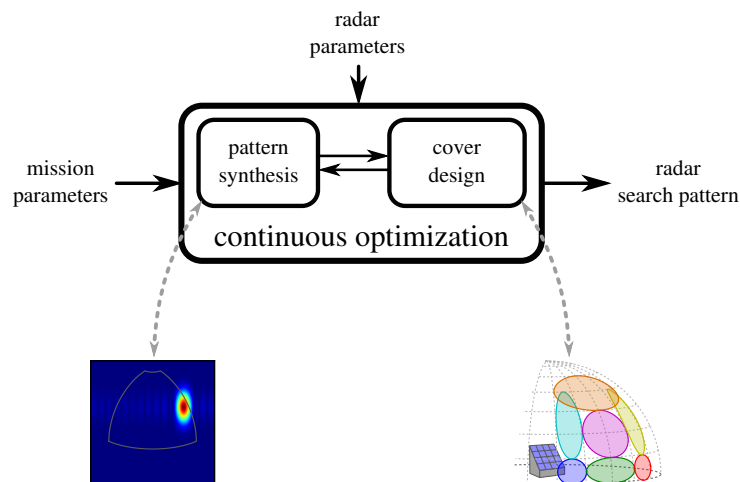 radar
parameters
pattern
synthesis
cover
design
mission
parameters
radar
search pattern
continuous optimization